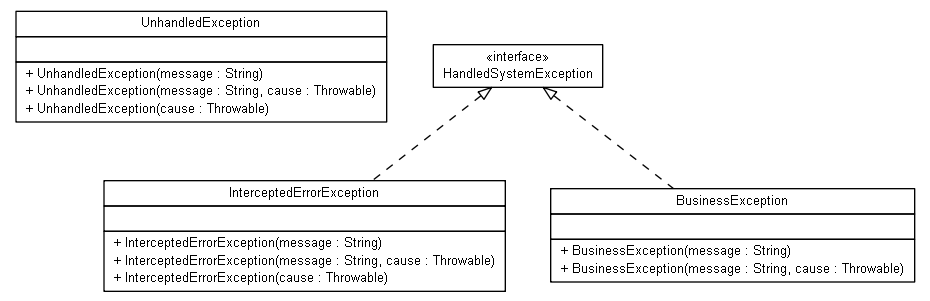 UnhandledException
+ UnhandledException(message : String)
+ UnhandledException(message : String, cause : Throwable)
+ UnhandledException(cause : Throwable)
«interface»
HandledSystemException
InterceptedErrorException
+ InterceptedErrorException(message : String)
+ InterceptedErrorException(message : String, cause : Throwable)
+ InterceptedErrorException(cause : Throwable)
BusinessException
+ BusinessException(message : String)
+ BusinessException(message : String, cause : Throwable)